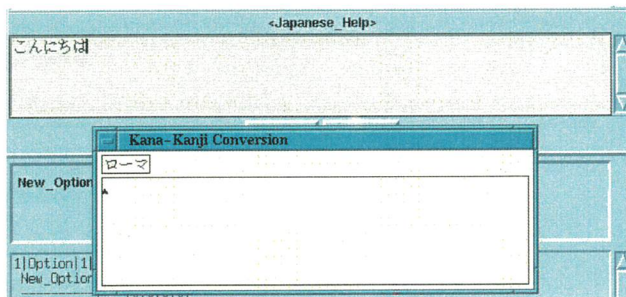 <Japanese_Help>
こんにちは
Kana-Kanji Conversion
ローマ
New_Option
1|Option|1|
New_Option